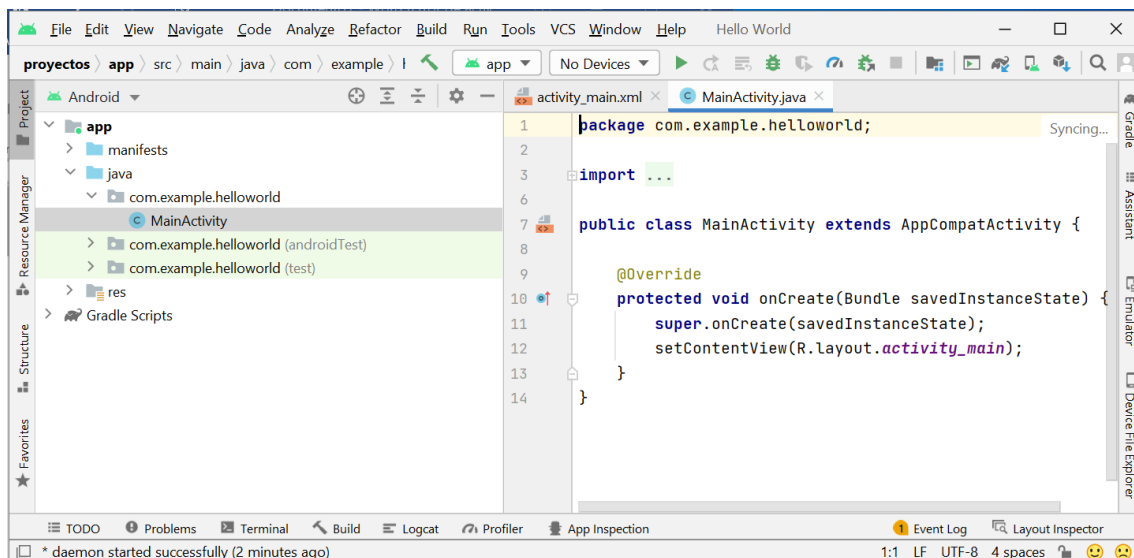 File Edit View Navigate Code Analyze Refactor Build Run Tools VCS Window Help Hello World
proyectos app src main java com example app No Devices
Android
activity_main.xml MainActivity.java
app
manifests
java
com.example.helloworld
MainActivity
com.example.helloworld (androidTest)
com.example.helloworld (test)
res
Gradle Scripts
Project
Resource Manager
Structure
Favorites
1 package com.example.helloworld; Syncing...
2
3 import ...
6
7 public class MainActivity extends AppCompatActivity {
8
9 @Override
10 protected void onCreate(Bundle savedInstanceState) {
11 super.onCreate(savedInstanceState);
12 setContentView(R.layout.activity_main);
13 }
14 }
Gradle
Assistant
Emulator
Device File Explorer
TODO Problems Terminal Build Logcat Profiler App Inspection 1 Event Log Layout Inspector
* daemon started successfully (2 minutes ago) 1:1 LF UTF-8 4 spaces